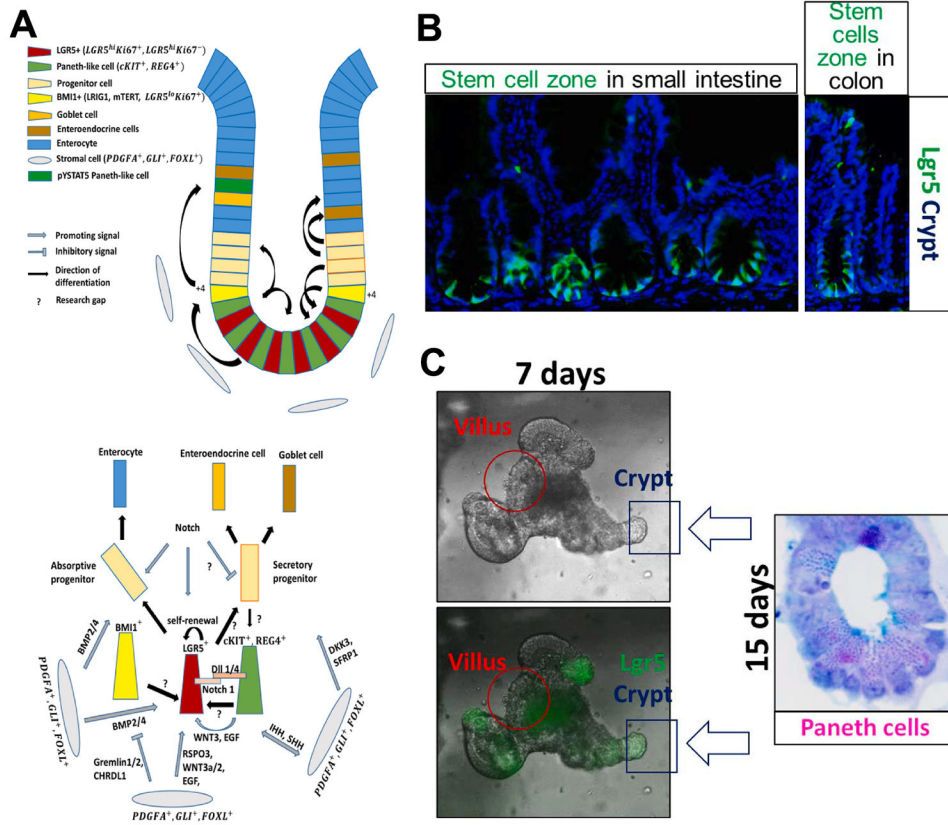 A
LGR5+ (LGR5ʰⁱKi67⁺, LGR5ʰⁱKi67⁻)
Paneth-like cell (cKIT⁺, REG4⁺)
Progenitor cell
BMI1+ (LRIG1, mTERT, LGR5ˡᵒKi67⁺)
Goblet cell
Enteroendocrine cells
Enterocyte
Stromal cell (PDGFA⁺,GLI⁺,FOXL⁺)
pYSTAT5 Paneth-like cell
Promoting signal
Inhibitory signal
Direction of
differentiation
? Research gap
+4
+4
Enterocyte
Enteroendocrine cell
Goblet cell
Notch
?
Absorptive
progenitor
Secretory
progenitor
self-renewal
?
?
BMP2/4
BMI1⁺
LGR5⁺
cKIT⁺, REG4⁺
DKK3,
SFRP1
Dll 1/4
Notch 1
?
?
PDGFA⁺,GLI⁺,FOXL⁺
BMP2/4
WNT3, EGF
IHH, SHH
PDGFA⁺,GLI⁺,FOXL⁺
Gremlin1/2,
CHRDL1
RSPO3,
WNT3a/2,
EGF,
PDGFA⁺,GLI⁺,FOXL⁺
B
Stem cell zone in small intestine
Stem
cells
zone in
colon
Lgr5 Crypt
C
7 days
Villus
Crypt
Villus
Lgr5
Crypt
15 days
Paneth cells